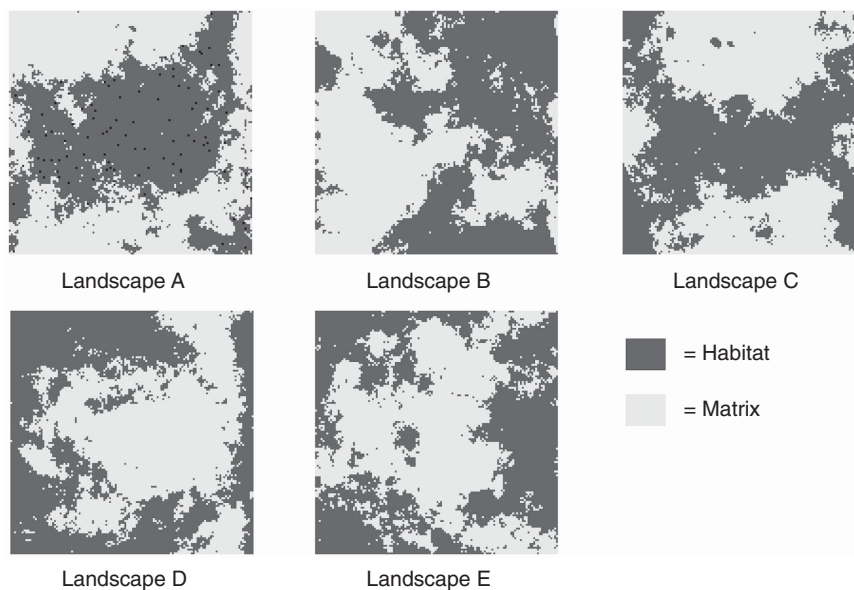 Landscape A
Landscape B
Landscape C
= Habitat
= Matrix
Landscape D
Landscape E